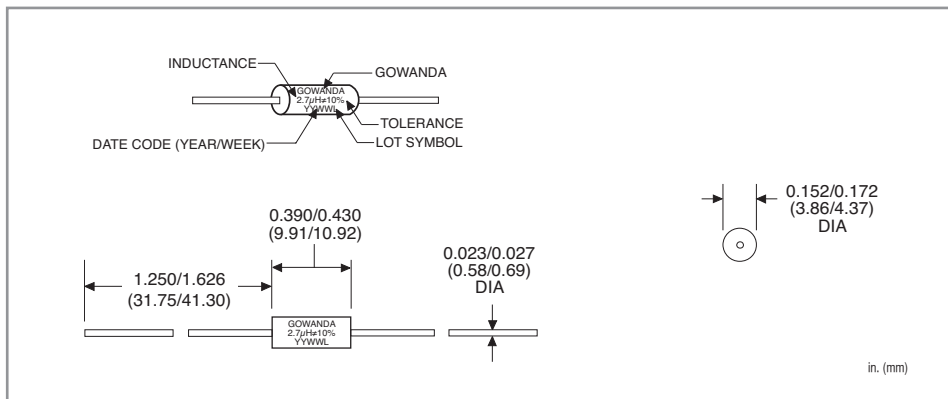 INDUCTANCE
GOWANDA
GOWANDA
2.7µH≠10%
YYWWL
TOLERANCE
DATE CODE (YEAR/WEEK)
LOT SYMBOL
0.152/0.172
(3.86/4.37)
DIA
0.390/0.430
(9.91/10.92)
0.023/0.027
(0.58/0.69)
DIA
1.250/1.626
(31.75/41.30)
GOWANDA
2.7µH≠10%
YYWWL
in. (mm)